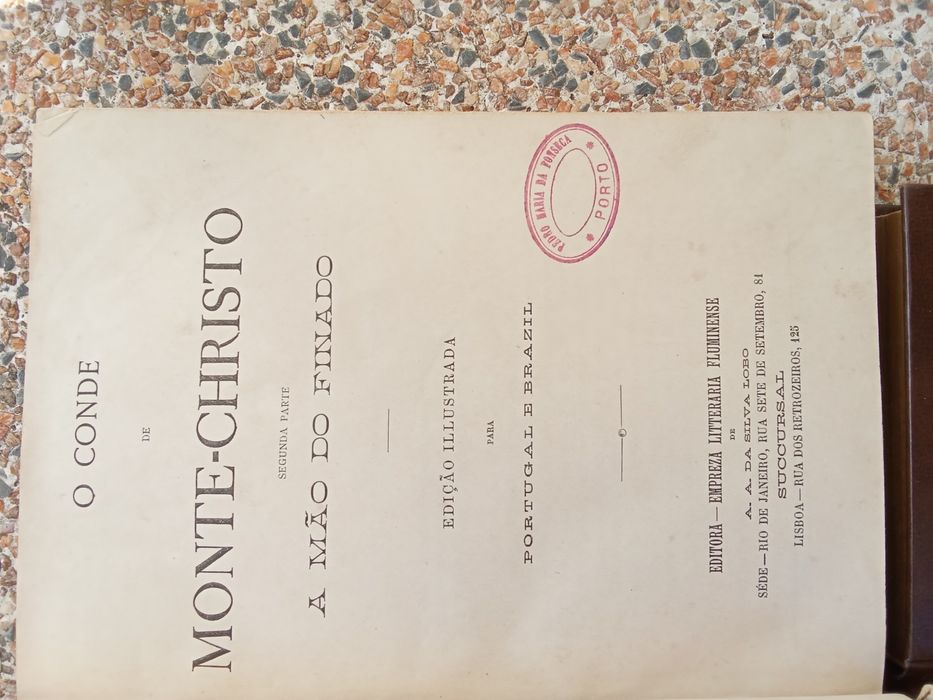 O CONDE
DE
MONTE-CHRISTO
SEGUNDA PARTE
A MÃO DO FINADO
EDIÇÃO ILLUSTRADA
PARA
PORTUGAL E BRAZIL
PEDRO MARIA DA FONSECA
* PORTO *
EDITORA — EMPREZA LITTERARIA FLUMINENSE
DE
A. A. DA SILVA LOBO
SÉDE — RIO DE JANEIRO, RUA SETE DE SETEMBRO, 81
SUCCURSAL
LISBOA — RUA DOS RETROZEIROS, 125